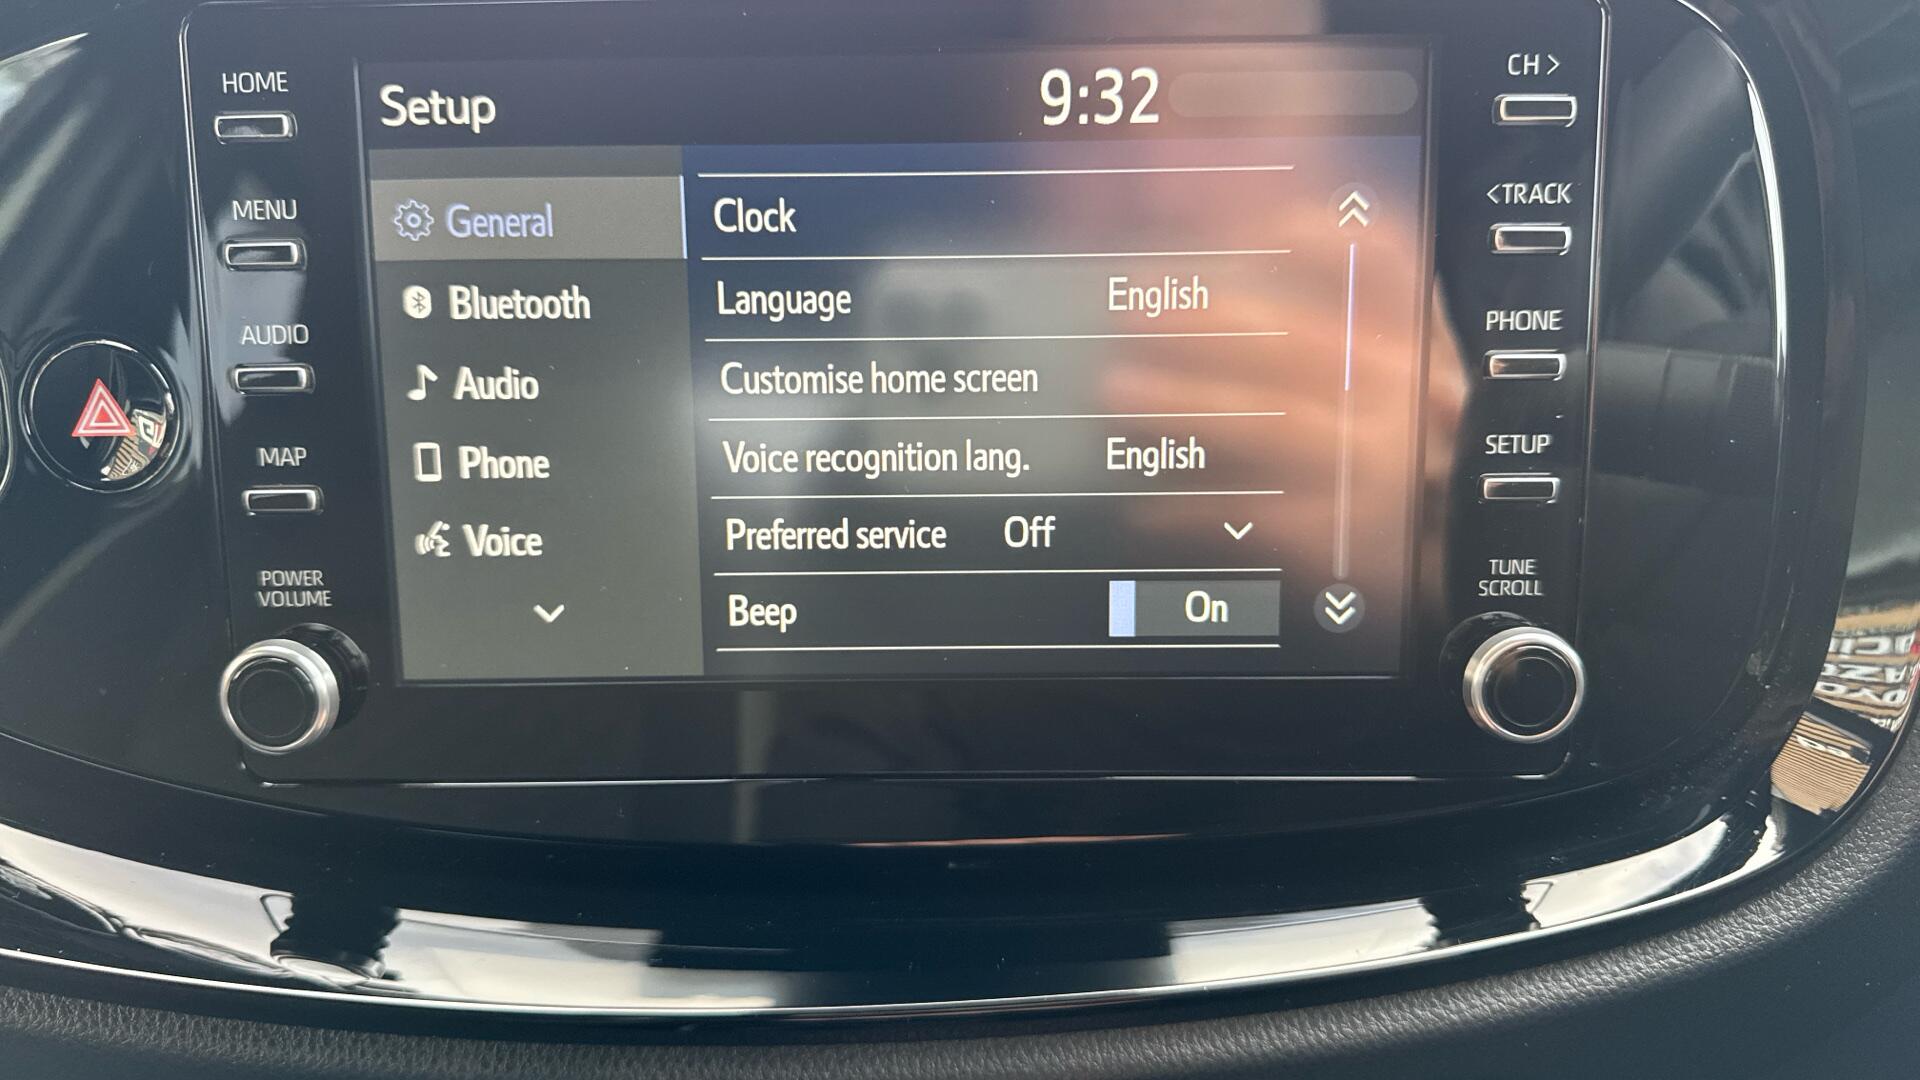 HOME
MENU
AUDIO
MAP
POWER
VOLUME
Setup
9:32
General
Bluetooth
Audio
Phone
Voice
Clock
Language English
Customise home screen
Voice recognition lang. English
Preferred service Off
Beep On
CH >
<TRACK
PHONE
SETUP
TUNE
SCROLL